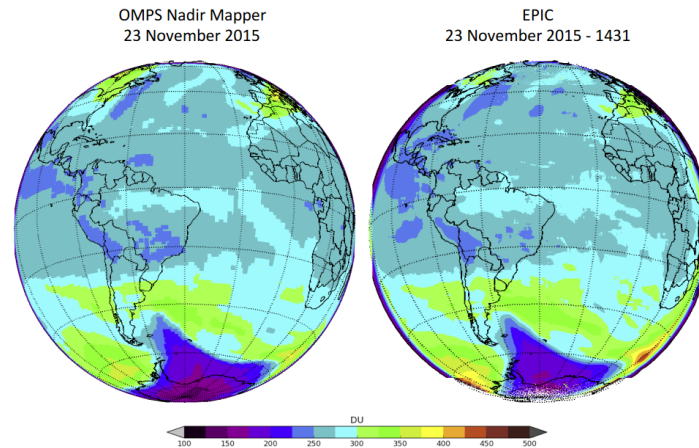 OMPS Nadir Mapper
23 November 2015
EPIC
23 November 2015 - 1431
DU
100 150 200 250 300 350 400 450 500